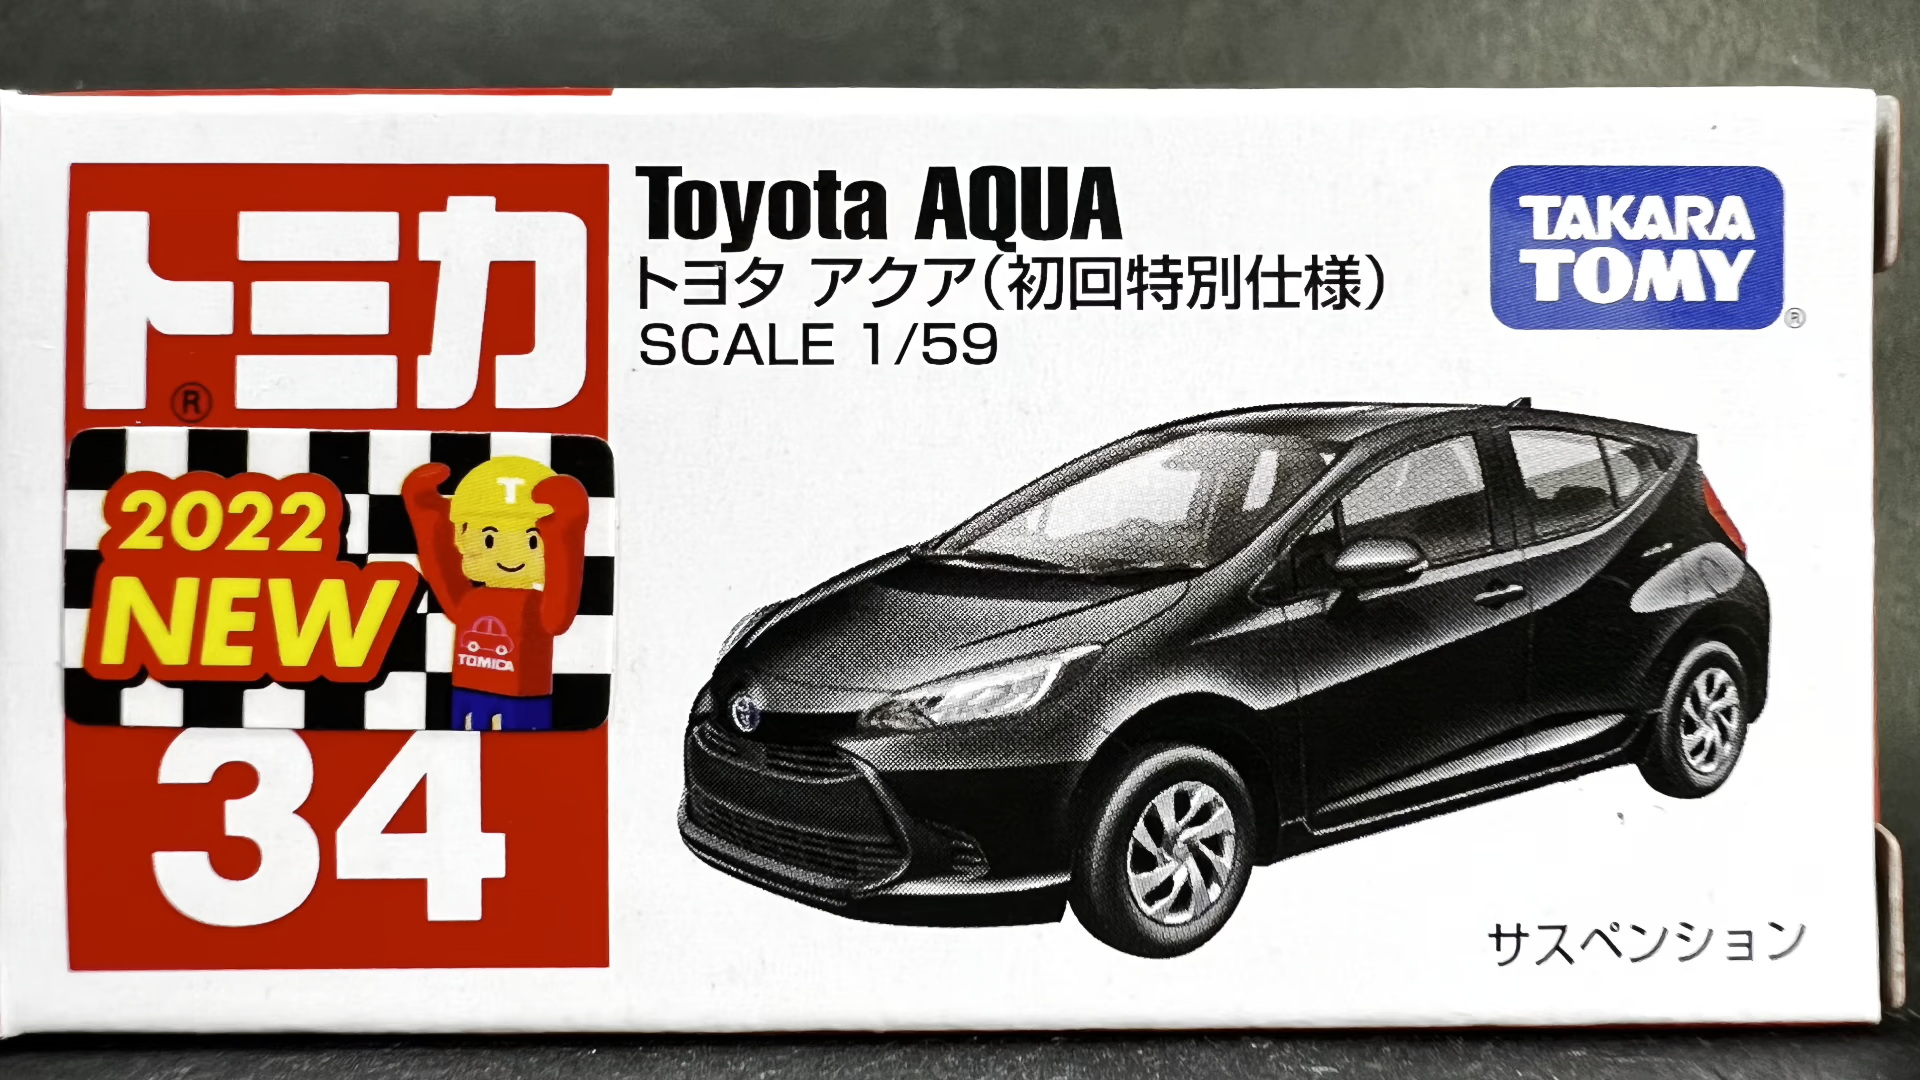 トミカ
®
2022
NEW
T
TOMICA
34
Toyota AQUA
トヨタ アクア(初回特別仕様)
SCALE 1/59
TAKARA
TOMY
®
サスペンション